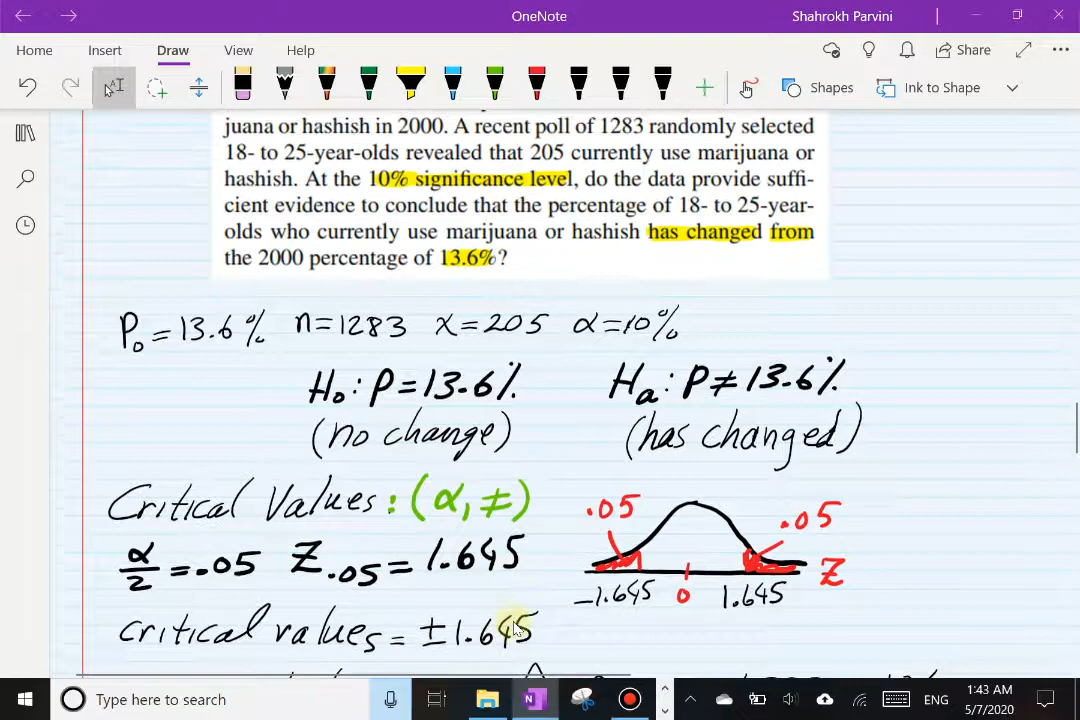 OneNote
Shahrokh Parvini
Home Insert Draw View Help
Share
Shapes
Ink to Shape
juana or hashish in 2000. A recent poll of 1283 randomly selected
18- to 25-year-olds revealed that 205 currently use marijuana or
hashish. At the 10% significance level, do the data provide suffi-
cient evidence to conclude that the percentage of 18- to 25-year-
olds who currently use marijuana or hashish has changed from
the 2000 percentage of 13.6%?
P₀ = 13.6% n=1283 x=205 α=10%
H₀: P=13.6% Hₐ: P≠13.6%
(no change) (has changed)
Critical Values: (α, ≠)
.05 .05
α/2 = .05 Z.05 = 1.645
-1.645 0 1.645 Z
critical values = ±1.645
Type here to search
ENG
1:43 AM
5/7/2020